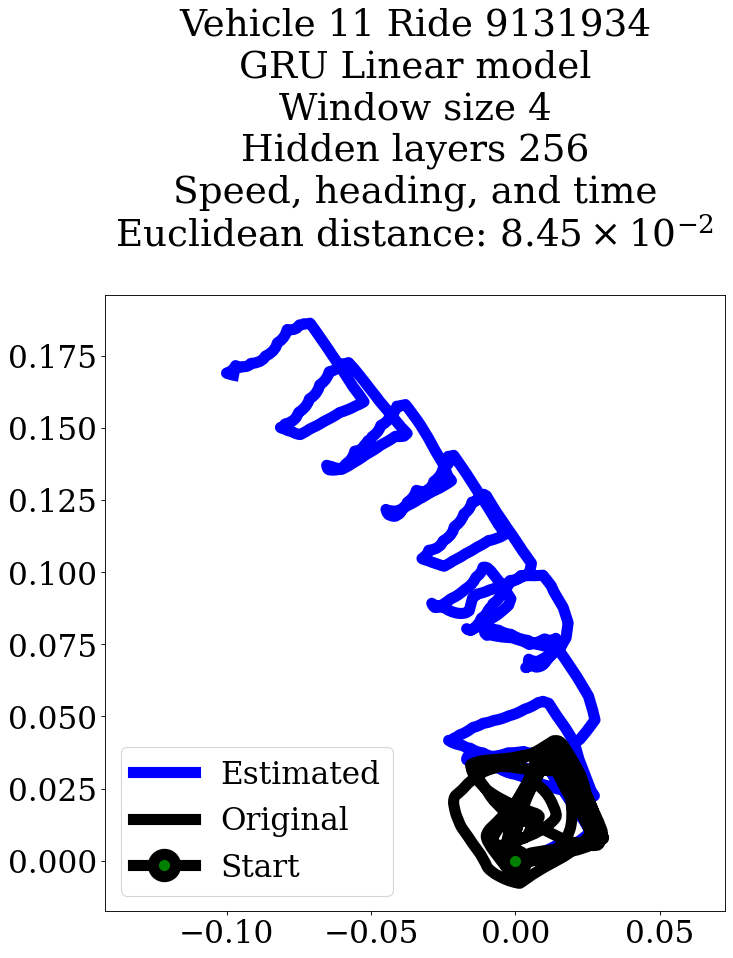 Vehicle 11 Ride 9131934
GRU Linear model
Window size 4
Hidden layers 256
Speed, heading, and time
Euclidean distance: 8.45 × 10⁻²
0.175
0.150
0.125
0.100
0.075
0.050
0.025
0.000
Estimated
Original
Start
−0.10 −0.05 0.00 0.05